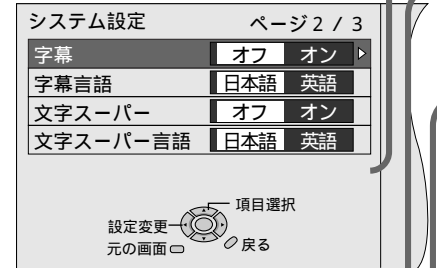 システム設定 ページ2 / 3
字幕 オフ オン
字幕言語 日本語 英語
文字スーパー オフ オン
文字スーパー言語 日本語 英語
項目選択
設定変更
元の画面 戻る